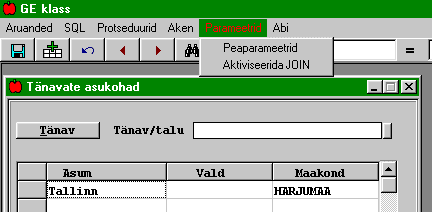 GE klass
Aruanded SQL Protseduurid Aken Abi
=
Peaparameetrid
Aktiviseerida JOIN
Tänavate asukohad
Tänav Tänav/talu
Asum Vald Maakond
Tallinn HARJUMAA